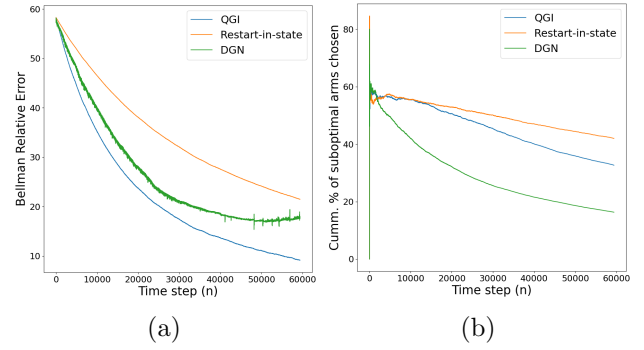 60
50
40
30
20
10
0
10000
20000
30000
40000
50000
60000
Bellman Relative Error
Time step (n)
QGI
Restart-in-state
DGN
(a)
80
60
40
20
0
0
10000
20000
30000
40000
50000
60000
Cumm. % of suboptimal arms chosen
Time step (n)
QGI
Restart-in-state
DGN
(b)